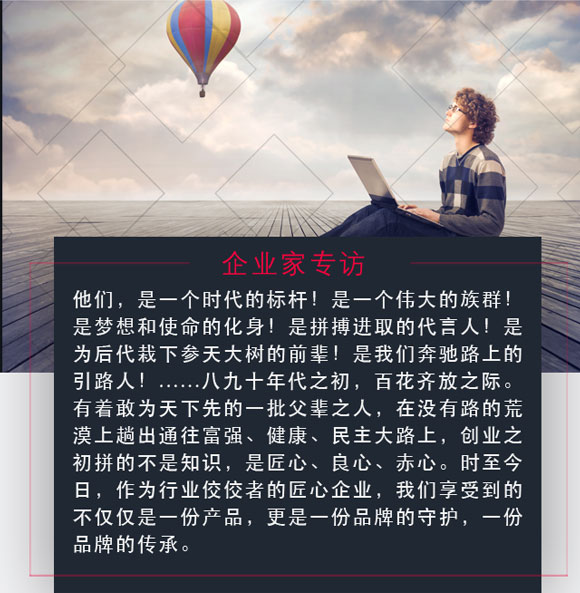 企业家专访
他们，是一个时代的标杆！是一个伟大的族群！
是梦想和使命的化身！是拼搏进取的代言人！是
为后代栽下参天大树的前辈！是我们奔驰路上的
引路人！……八九十年代之初，百花齐放之际。
有着敢为天下先的一批父辈之人，在没有路的荒
漠上趟出通往富强、健康、民主大路上，创业之
初拼的不是知识，是匠心、良心、赤心。时至今
日，作为行业佼佼者的匠心企业，我们享受到的
不仅仅是一份产品，更是一份品牌的守护，一份
品牌的传承。